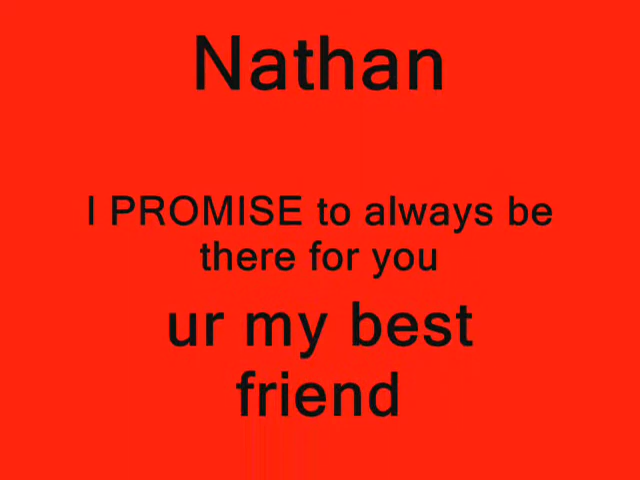 Nathan
I PROMISE to always be
there for you
ur my best
friend